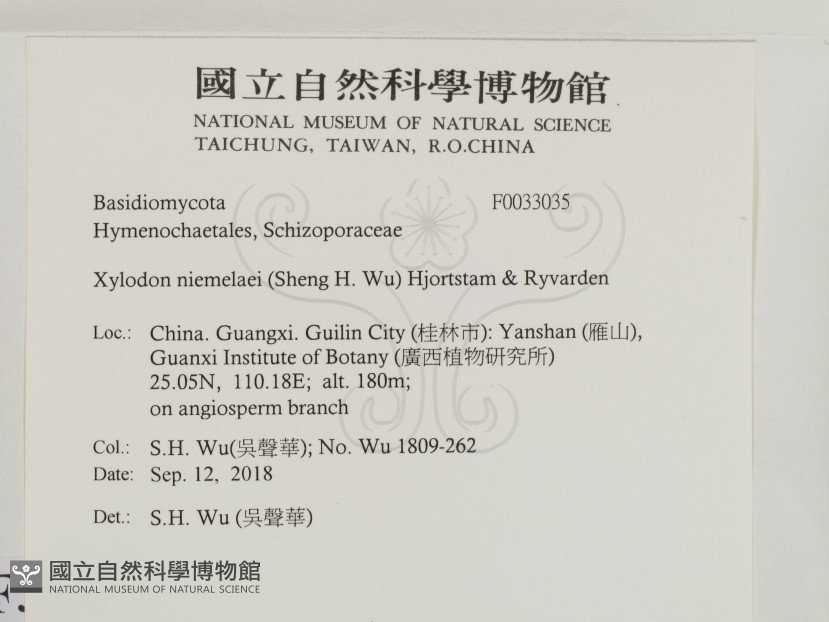 國立自然科學博物館
NATIONAL MUSEUM OF NATURAL SCIENCE
TAICHUNG, TAIWAN, R.O.CHINA
Basidiomycota F0033035
Hymenochaetales, Schizoporaceae
Xylodon niemelaei (Sheng H. Wu) Hjortstam & Ryvarden
Loc.: China. Guangxi. Guilin City (桂林市): Yanshan (雁山),
Guanxi Institute of Botany (廣西植物研究所)
25.05N, 110.18E; alt. 180m;
on angiosperm branch
Col.: S.H. Wu(吳聲華); No. Wu 1809-262
Date: Sep. 12, 2018
Det.: S.H. Wu (吳聲華)
國立自然科學博物館
NATIONAL MUSEUM OF NATURAL SCIENCE